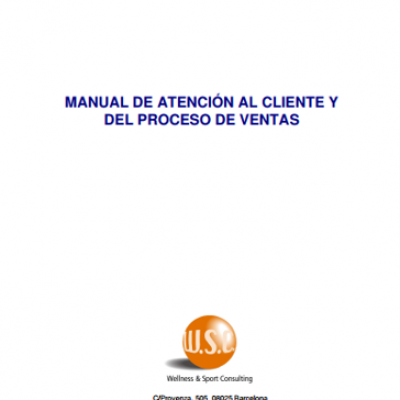 MANUAL DE ATENCIÓN AL CLIENTE Y
DEL PROCESO DE VENTAS
W.S.C.
Wellness & Sport Consulting
C/Provenza, 505, 08025 Barcelona